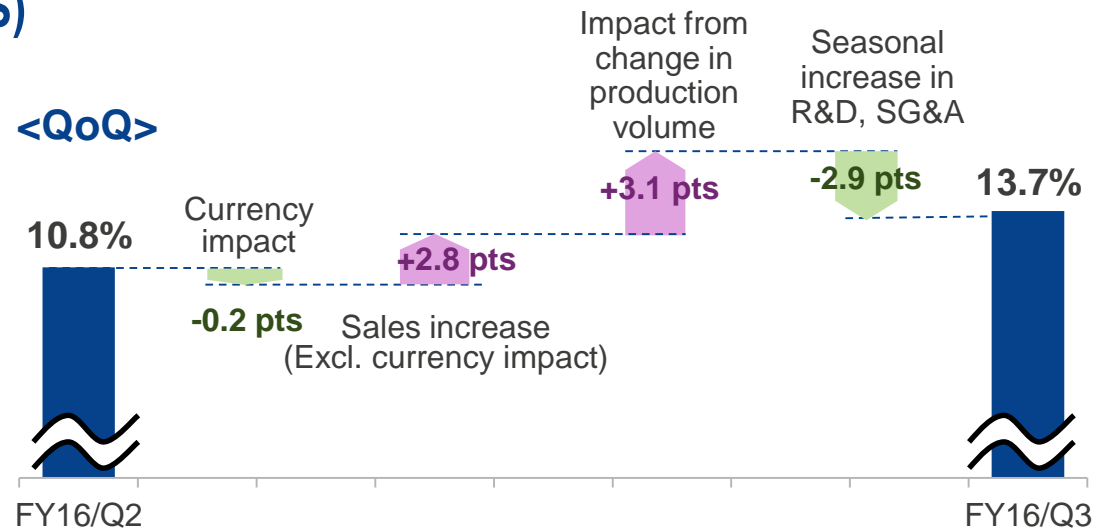 S)
<QoQ>
10.8%
Currency
impact
-0.2 pts
+2.8 pts
Sales increase
(Excl. currency impact)
Impact from
change in
production
volume
+3.1 pts
Seasonal
increase in
R&D, SG&A
-2.9 pts
13.7%
FY16/Q2
FY16/Q3